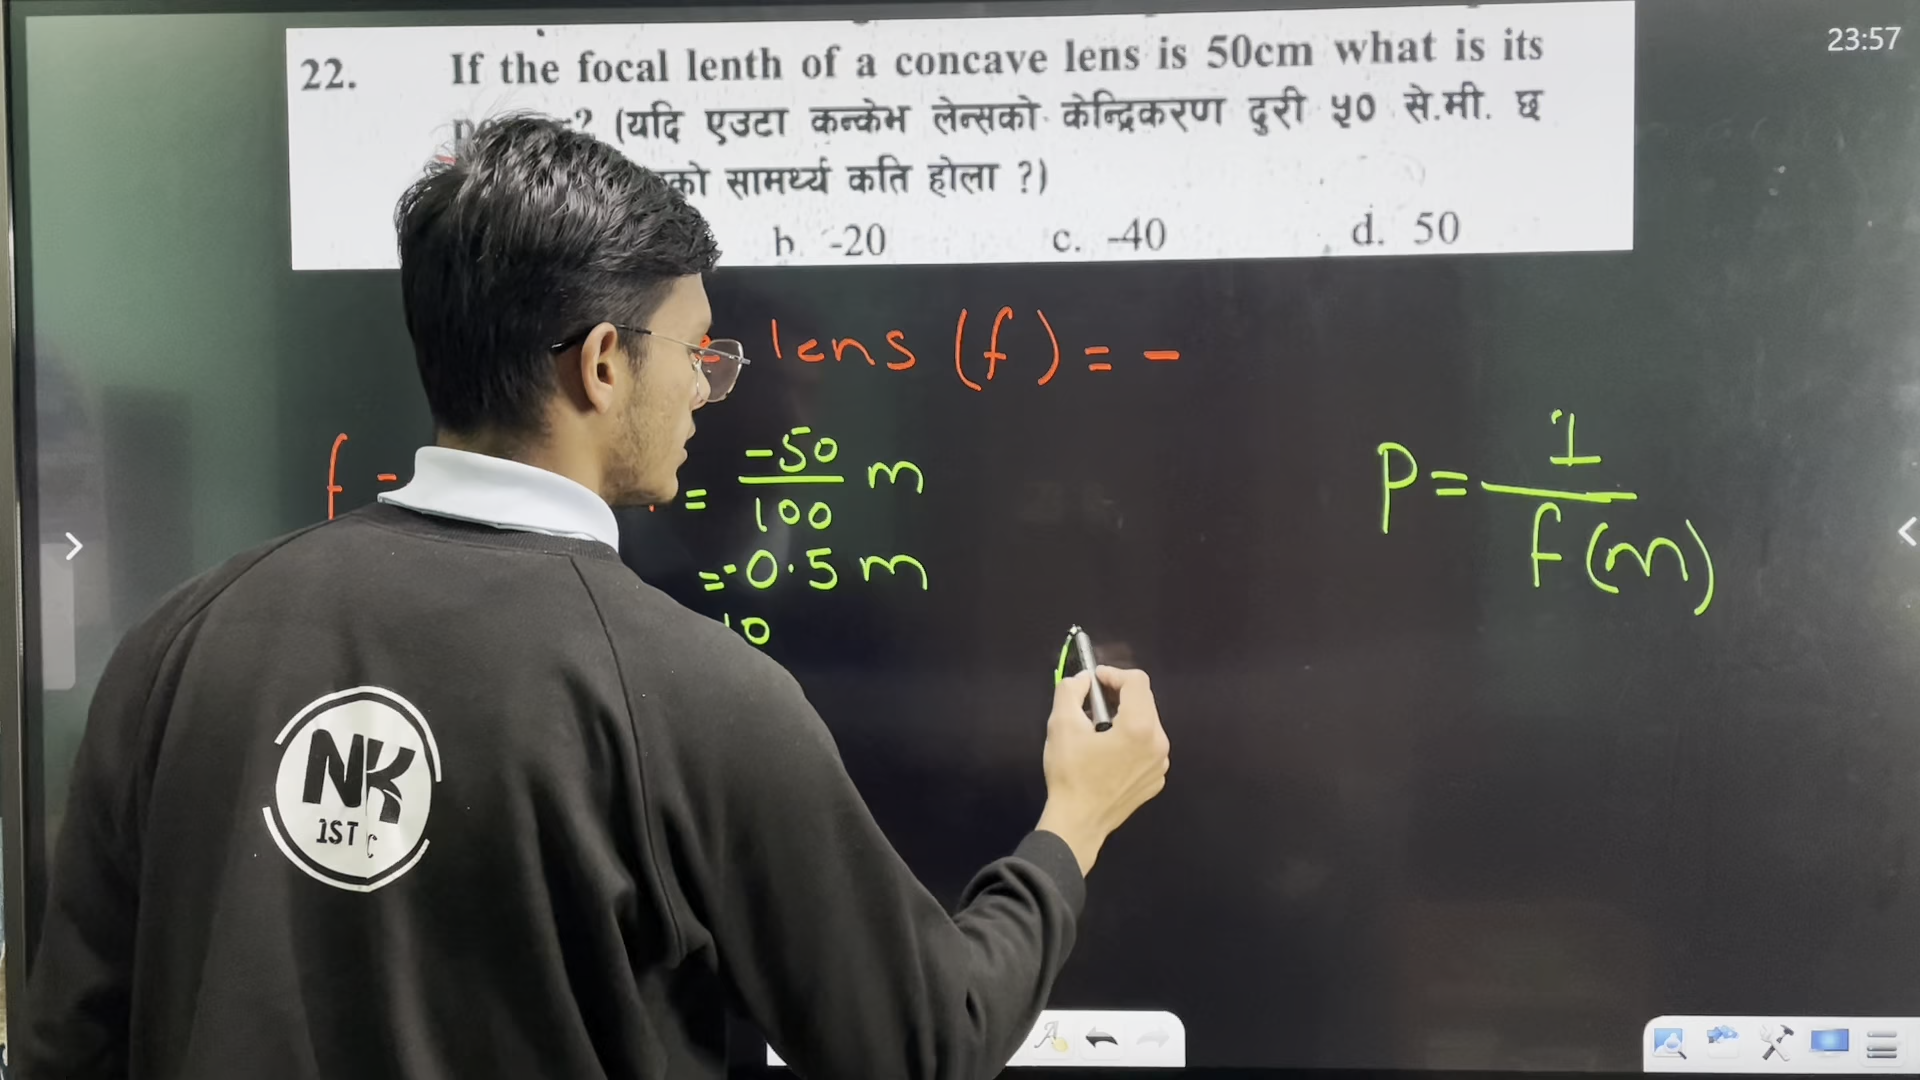 23:57
22. If the focal lenth of a concave lens is 50cm what is its
? (यदि एउटा कन्केभ लेन्सको केन्द्रिकरण दुरी ५० से.मी. छ
को सामर्थ्य कति होला ?)
b. -20 c. -40 d. 50
lens (f) = -
f = = -50/100 m
= -0.5 m
10
P = 1/f(m)
NK
1ST